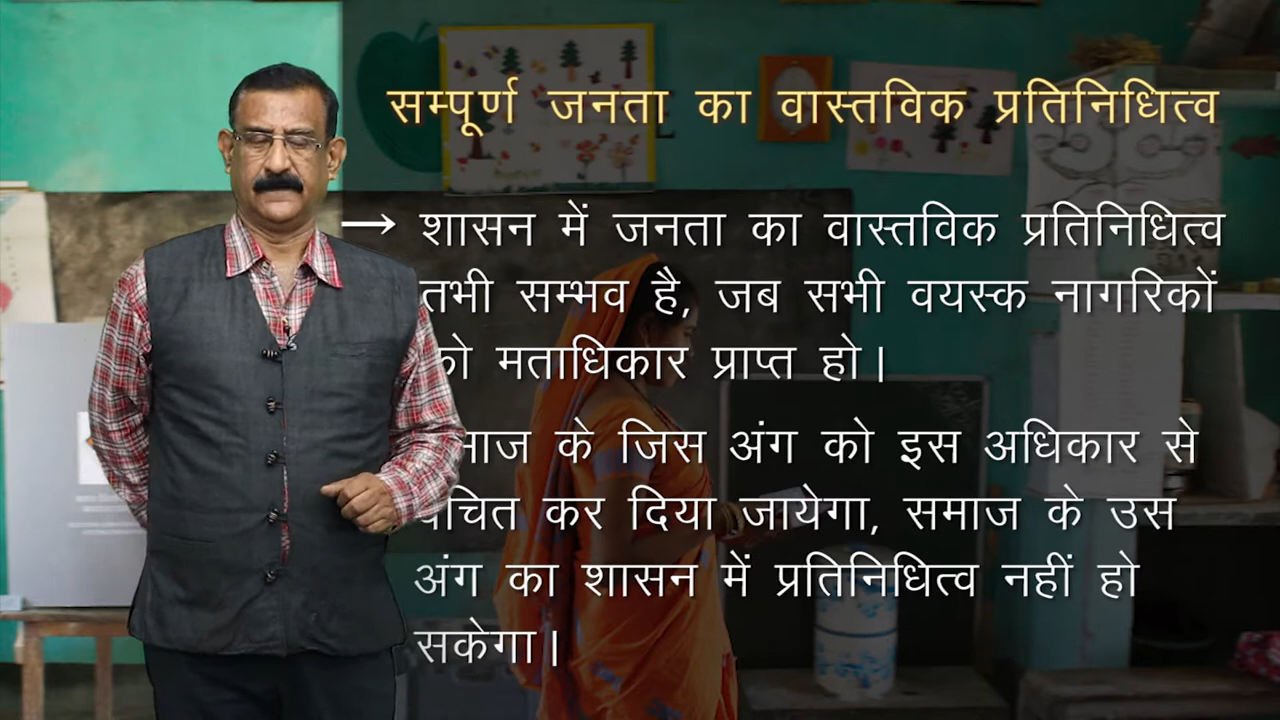 सम्पूर्ण जनता का वास्तविक प्रतिनिधित्व
→ शासन में जनता का वास्तविक प्रतिनिधित्व
तभी सम्भव है, जब सभी वयस्क नागरिकों
को मताधिकार प्राप्त हो।
के जिस अंग को इस अधिकार से
वंचित कर दिया जायेगा, समाज के उस
अंग का शासन में प्रतिनिधित्व नहीं हो
सकेगा।